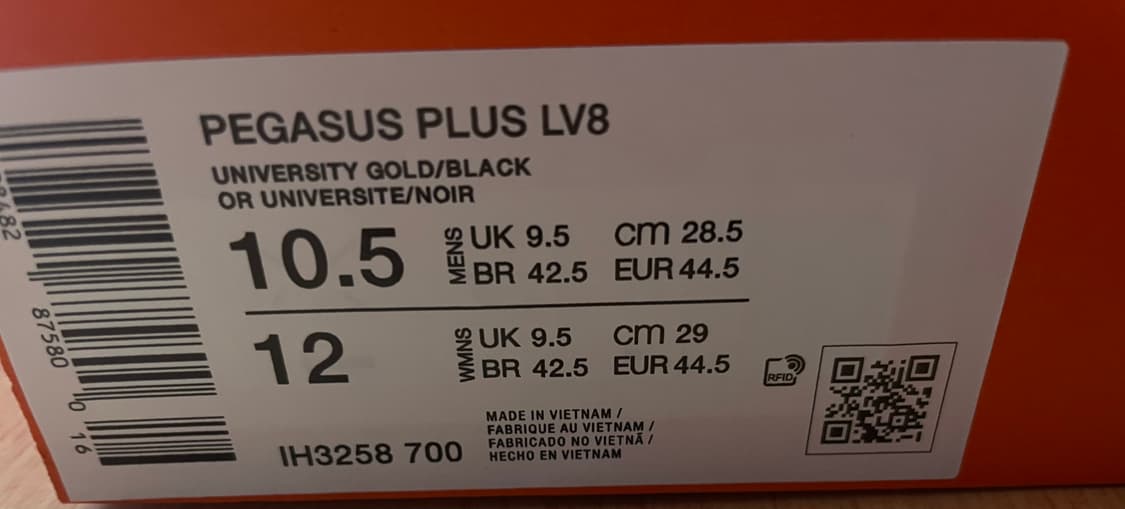 PEGASUS PLUS LV8
UNIVERSITY GOLD/BLACK
OR UNIVERSITE/NOIR
10.5 MENS UK 9.5 cm 28.5
BR 42.5 EUR 44.5
12 WMNS UK 9.5 cm 29
BR 42.5 EUR 44.5
RFID
MADE IN VIETNAM /
FABRIQUE AU VIETNAM /
FABRICADO NO VIETNÃ /
HECHO EN VIETNAM
IH3258 700
87580 0 16